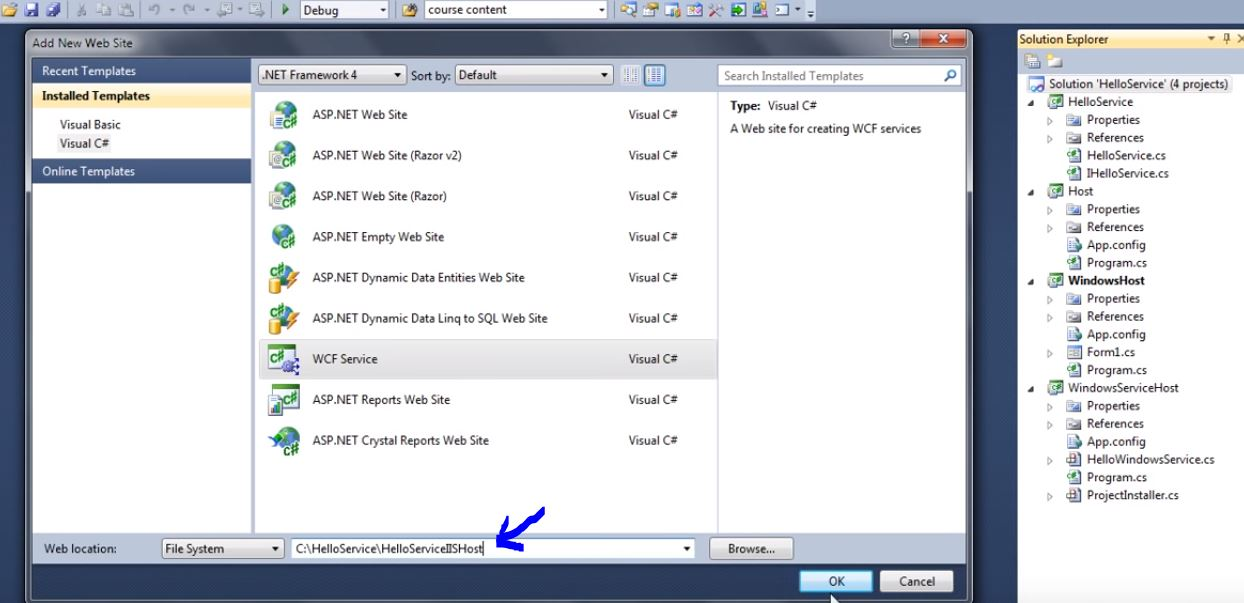 Debug
course content
Add New Web Site
Recent Templates
Installed Templates
Visual Basic
Visual C#
Online Templates
.NET Framework 4
Sort by:
Default
Search Installed Templates
ASP.NET Web Site Visual C#
ASP.NET Web Site (Razor v2) Visual C#
ASP.NET Web Site (Razor) Visual C#
ASP.NET Empty Web Site Visual C#
ASP.NET Dynamic Data Entities Web Site Visual C#
ASP.NET Dynamic Data Linq to SQL Web Site Visual C#
WCF Service Visual C#
ASP.NET Reports Web Site Visual C#
ASP.NET Crystal Reports Web Site Visual C#
Type: Visual C#
A Web site for creating WCF services
Web location:
File System
C:\HelloService\HelloServiceIISHost
Browse...
OK
Cancel
Solution Explorer
Solution 'HelloService' (4 projects)
HelloService
Properties
References
HelloService.cs
IHelloService.cs
Host
Properties
References
App.config
Program.cs
WindowsHost
Properties
References
App.config
Form1.cs
Program.cs
WindowsServiceHost
Properties
References
App.config
HelloWindowsService.cs
Program.cs
ProjectInstaller.cs